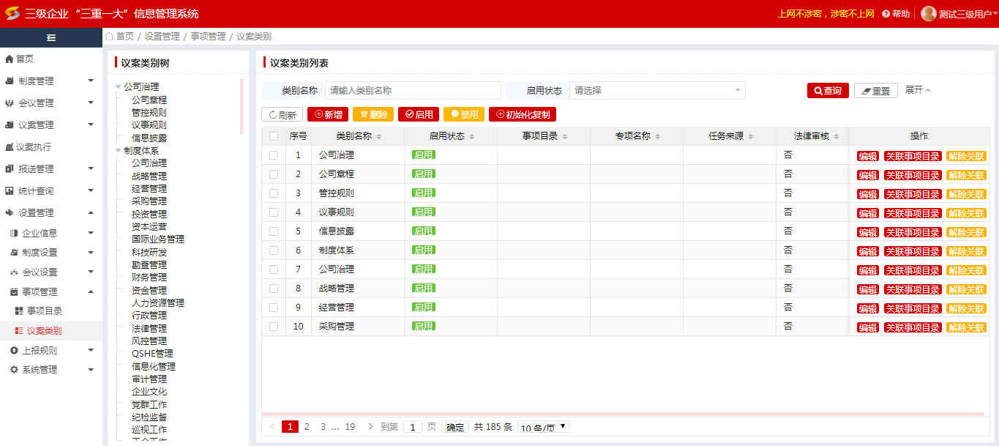 三级企业 “三重一大” 信息管理系统
上网不涉密，涉密不上网 帮助 测试三级用户
首页 / 设置管理 / 事项管理 / 议案类别
首页
制度管理
会议管理
议案管理
议案执行
报送管理
统计查询
设置管理
企业信息
制度设置
会议设置
事项管理
事项目录
议案类别
上报规则
系统管理
议案类别树
公司治理
公司章程
管控规则
议事规则
信息披露
制度体系
公司治理
战略管理
经营管理
采购管理
投资管理
资本运营
国际业务管理
科技研发
勘查管理
财务管理
资金管理
人力资源管理
行政管理
法律管理
风控管理
QSHE管理
信息化管理
审计管理
企业文化
党群工作
纪检监督
巡视工作
议案类别列表
类别名称 请输入类别名称 启用状态 请选择 查询 重置 展开
刷新 新增 删除 启用 禁用 初始化复制
序号 类别名称 启用状态 事项目录 专项名称 任务来源 法律审核 操作
1 公司治理 启用 否 编辑 关联事项目录 解除关联
2 公司章程 启用 否 编辑 关联事项目录 解除关联
3 管控规则 启用 否 编辑 关联事项目录 解除关联
4 议事规则 启用 否 编辑 关联事项目录 解除关联
5 信息披露 启用 否 编辑 关联事项目录 解除关联
6 制度体系 启用 否 编辑 关联事项目录 解除关联
7 公司治理 启用 否 编辑 关联事项目录 解除关联
8 战略管理 启用 否 编辑 关联事项目录 解除关联
9 经营管理 启用 否 编辑 关联事项目录 解除关联
10 采购管理 启用 否 编辑 关联事项目录 解除关联
1 2 3 ... 19 到第 1 页 确定 共 185 条 10 条/页